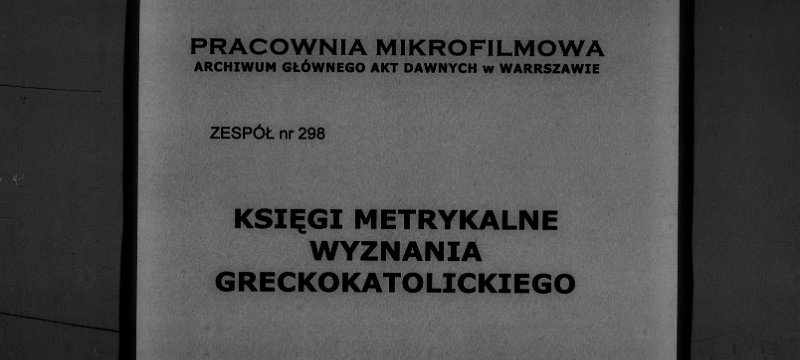 PRACOWNIA MIKROFILMOWA
ARCHIWUM GŁÓWNEGO AKT DAWNYCH w WARRSZAWIE
ZESPÓŁ nr 298
KSIĘGI METRYKALNE
WYZNANIA
GRECKOKATOLICKIEGO